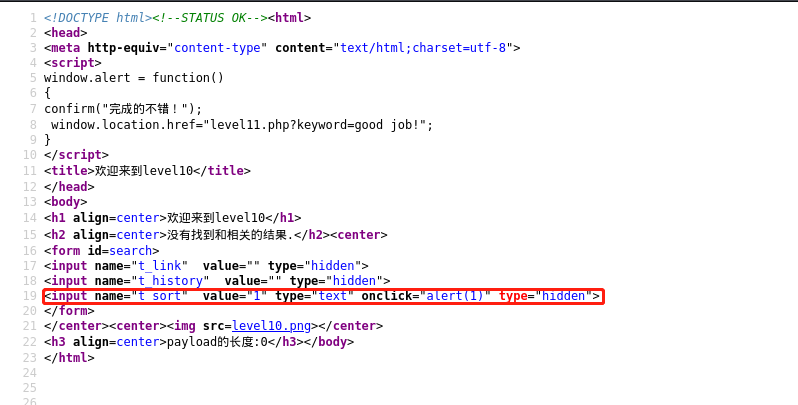 1 <!DOCTYPE html><!--STATUS OK--><html>
2 <head>
3 <meta http-equiv="content-type" content="text/html;charset=utf-8">
4 <script>
5 window.alert = function()
6 {
7 confirm("完成的不错！");
8  window.location.href="level11.php?keyword=good job!";
9 }
10 </script>
11 <title>欢迎来到level10</title>
12 </head>
13 <body>
14 <h1 align=center>欢迎来到level10</h1>
15 <h2 align=center>没有找到和相关的结果.</h2><center>
16 <form id=search>
17 <input name="t_link"  value="" type="hidden">
18 <input name="t_history"  value="" type="hidden">
19 <input name="t_sort"  value="1" type="text" onclick="alert(1)" type="hidden">
20 </form>
21 </center><center><img src=level10.png></center>
22 <h3 align=center>payload的长度:0</h3></body>
23 </html>
24
25
26